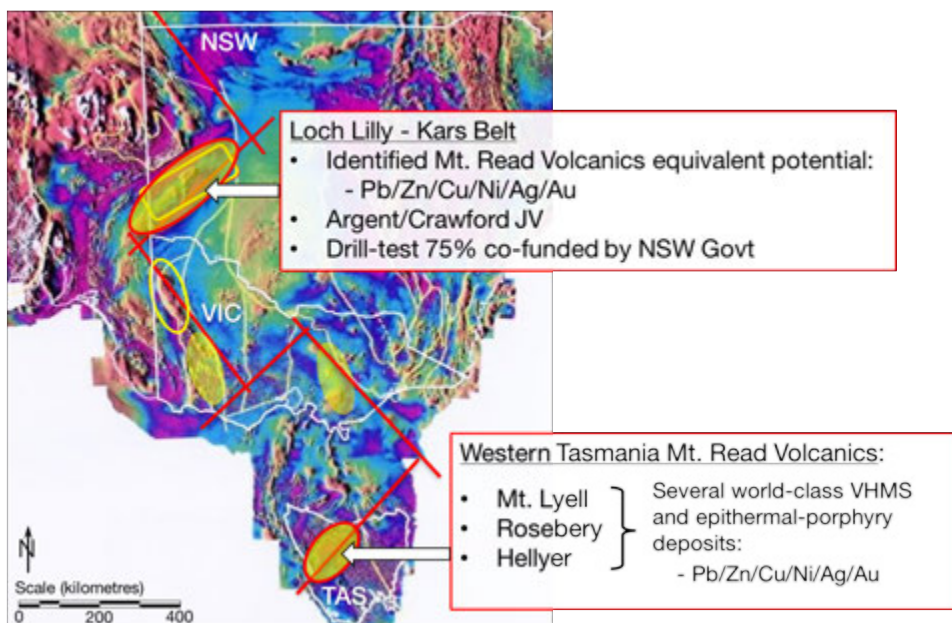 NSW
Loch Lilly - Kars Belt
• Identified Mt. Read Volcanics equivalent potential:
- Pb/Zn/Cu/Ni/Ag/Au
• Argent/Crawford JV
• Drill-test 75% co-funded by NSW Govt
VIC
Western Tasmania Mt. Read Volcanics:
• Mt. Lyell
• Rosebery
• Hellyer
Several world-class VHMS
and epithermal-porphyry
deposits:
- Pb/Zn/Cu/Ni/Ag/Au
TAS
N
Scale (kilometres)
0 200 400